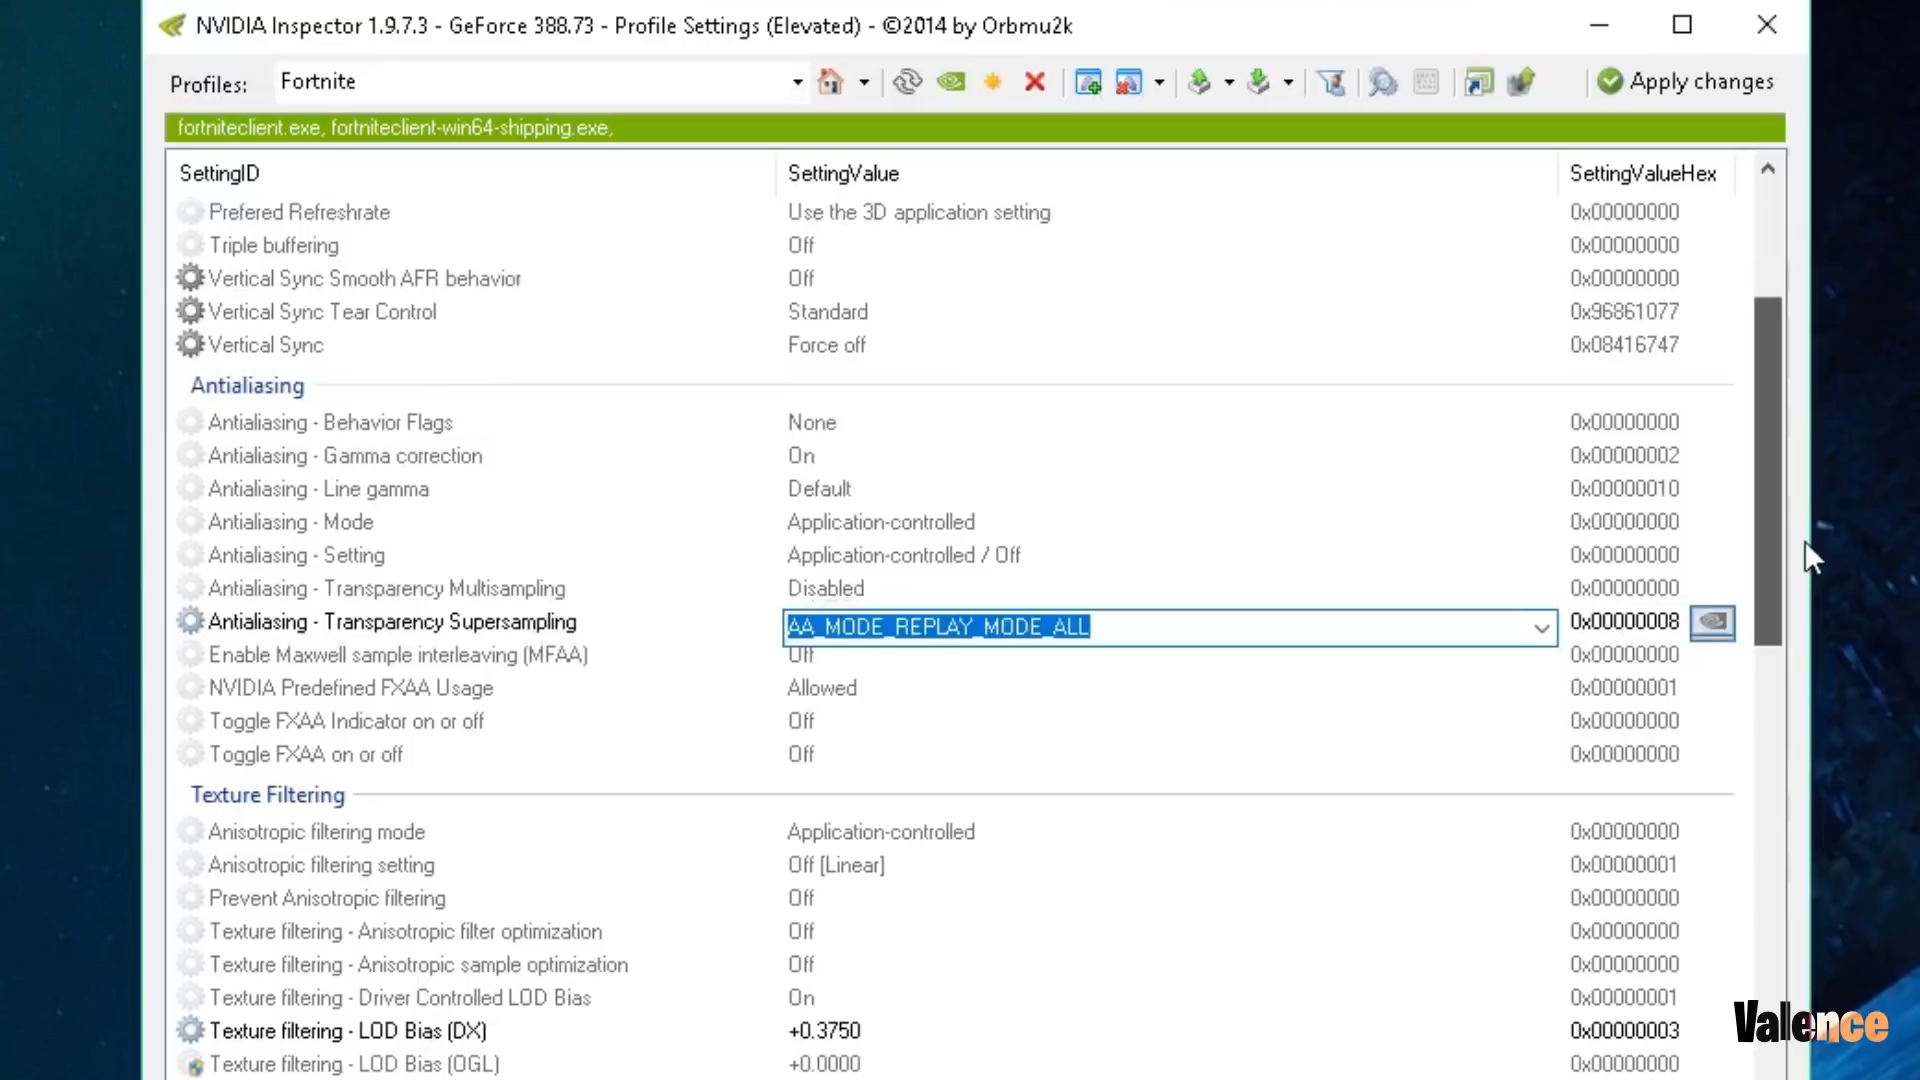 NVIDIA Inspector 1.9.7.3 - GeForce 388.73 - Profile Settings (Elevated) - ©2014 by Orbmu2k
Profiles: Fortnite Apply changes
fortniteclient.exe, fortniteclient-win64-shipping.exe,
SettingID SettingValue SettingValueHex
Prefered Refreshrate Use the 3D application setting 0x00000000
Triple buffering Off 0x00000000
Vertical Sync Smooth AFR behavior Off 0x00000000
Vertical Sync Tear Control Standard 0x96861077
Vertical Sync Force off 0x08416747
Antialiasing
Antialiasing - Behavior Flags None 0x00000000
Antialiasing - Gamma correction On 0x00000002
Antialiasing - Line gamma Default 0x00000010
Antialiasing - Mode Application-controlled 0x00000000
Antialiasing - Setting Application-controlled / Off 0x00000000
Antialiasing - Transparency Multisampling Disabled 0x00000000
Antialiasing - Transparency Supersampling AA_MODE_REPLAY_MODE_ALL 0x00000008
Enable Maxwell sample interleaving (MFAA) Off 0x00000000
NVIDIA Predefined FXAA Usage Allowed 0x00000001
Toggle FXAA Indicator on or off Off 0x00000000
Toggle FXAA on or off Off 0x00000000
Texture Filtering
Anisotropic filtering mode Application-controlled 0x00000000
Anisotropic filtering setting Off [Linear] 0x00000001
Prevent Anisotropic filtering Off 0x00000000
Texture filtering - Anisotropic filter optimization Off 0x00000000
Texture filtering - Anisotropic sample optimization Off 0x00000000
Texture filtering - Driver Controlled LOD Bias On 0x00000001
Texture filtering - LOD Bias (DX) +0.3750 0x00000003
Texture filtering - LOD Bias (OGL) +0.0000 0x00000000
Valence